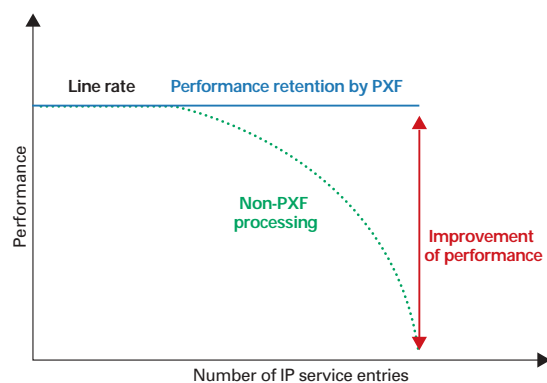 Line rate
Performance retention by PXF
Performance
Non-PXF
processing
Improvement
of performance
Number of IP service entries